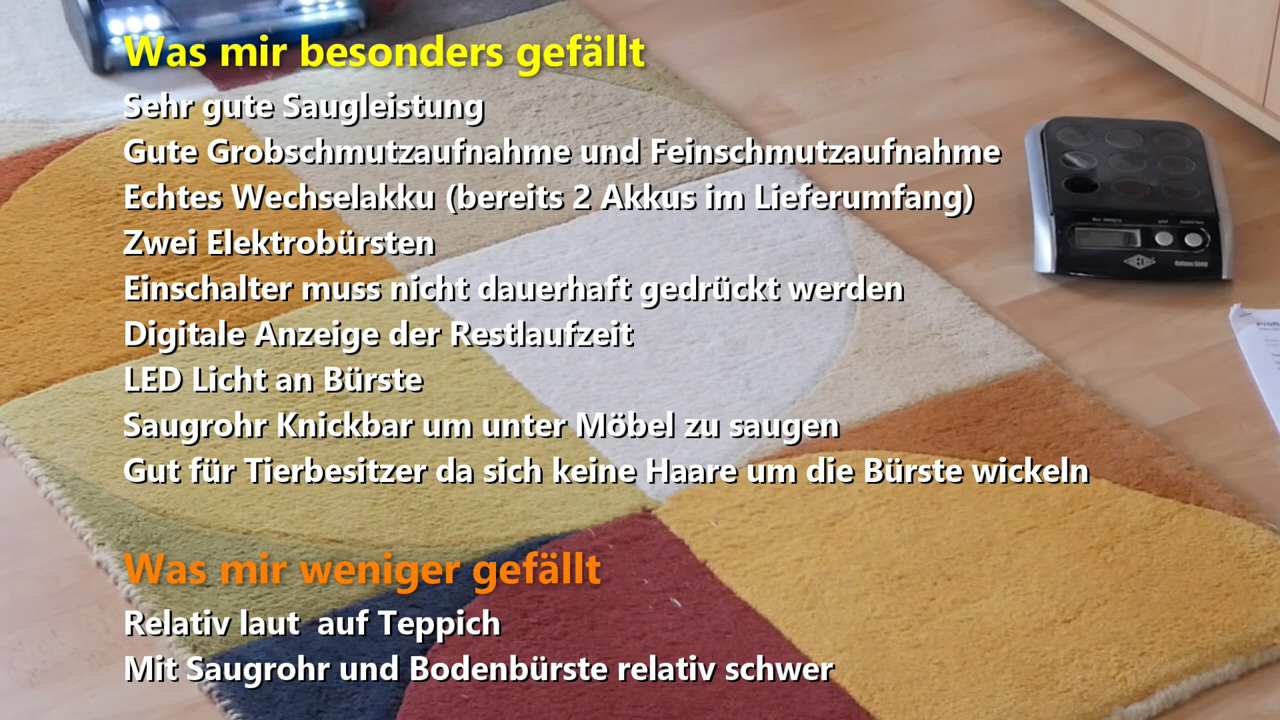 Was mir besonders gefällt
Sehr gute Saugleistung
Gute Grobschmutzaufnahme und Feinschmutzaufnahme
Echtes Wechselakku (bereits 2 Akkus im Lieferumfang)
Zwei Elektrobürsten
Einschalter muss nicht dauerhaft gedrückt werden
Digitale Anzeige der Restlaufzeit
LED Licht an Bürste
Saugrohr Knickbar um unter Möbel zu saugen
Gut für Tierbesitzer da sich keine Haare um die Bürste wickeln
Was mir weniger gefällt
Relativ laut  auf Teppich
Mit Saugrohr und Bodenbürste relativ schwer